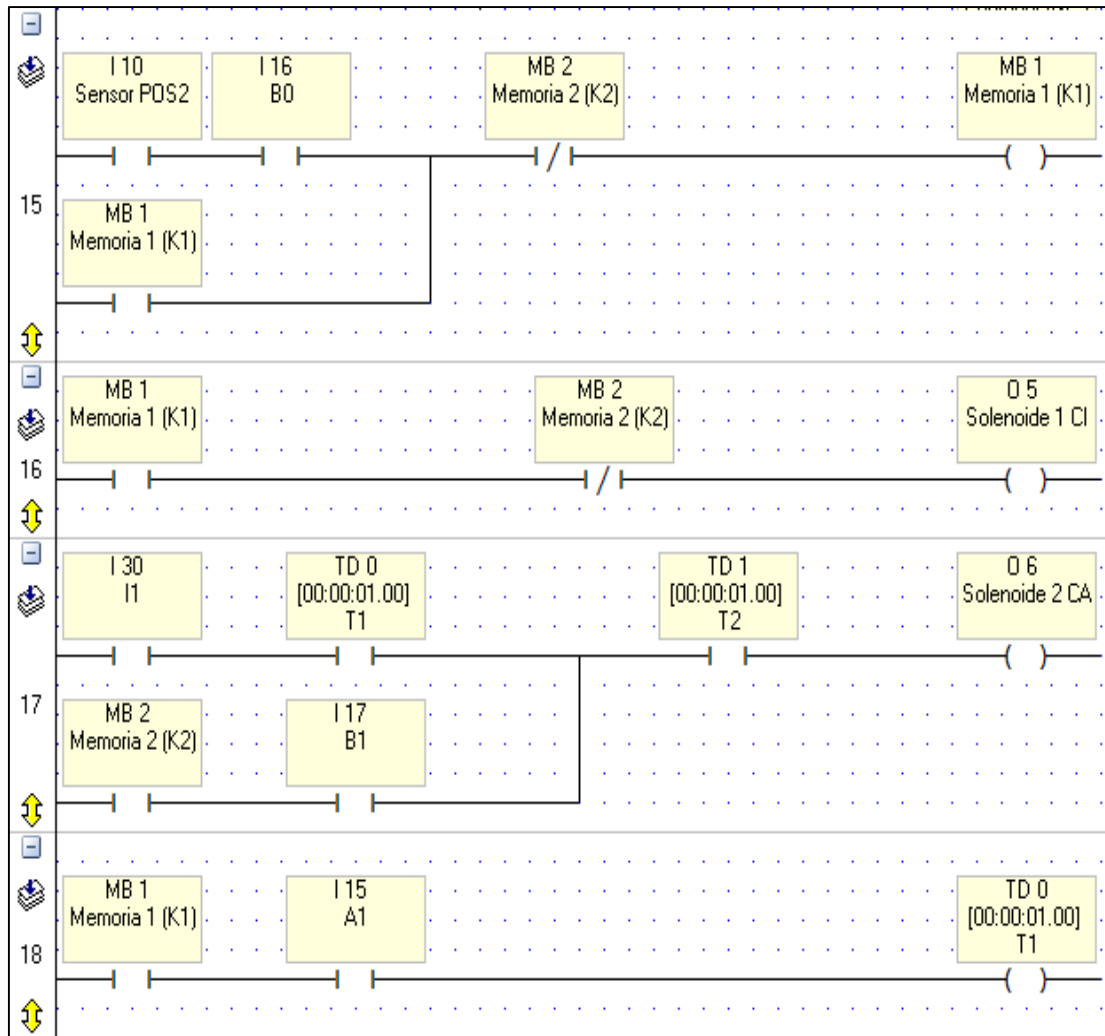 I 10
Sensor POS2
I 16
B0
MB 2
Memoria 2 (K2)
MB 1
Memoria 1 (K1)
15
MB 1
Memoria 1 (K1)
MB 1
Memoria 1 (K1)
MB 2
Memoria 2 (K2)
O 5
Solenoide 1 CI
16
I 30
I1
TD 0
[00:00:01.00]
T1
TD 1
[00:00:01.00]
T2
O 6
Solenoide 2 CA
17
MB 2
Memoria 2 (K2)
I 17
B1
MB 1
Memoria 1 (K1)
I 15
A1
TD 0
[00:00:01.00]
T1
18